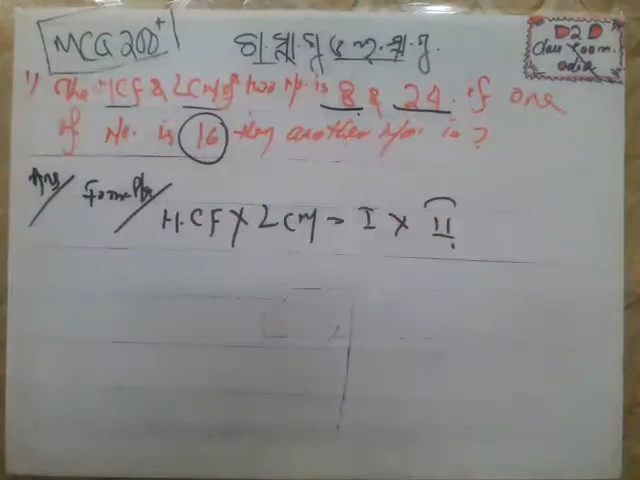 MCQ 200+
ଗ.ସା.ଗୁ ଓ ଲ.ସା.ଗୁ.
D2D
Class room.
odia
1) The HCF & LCM of two no. is 8 & 24. if one
of No. is 16 then another No. is ?
Ans/ Formula/
H.CF X LCM = I X II